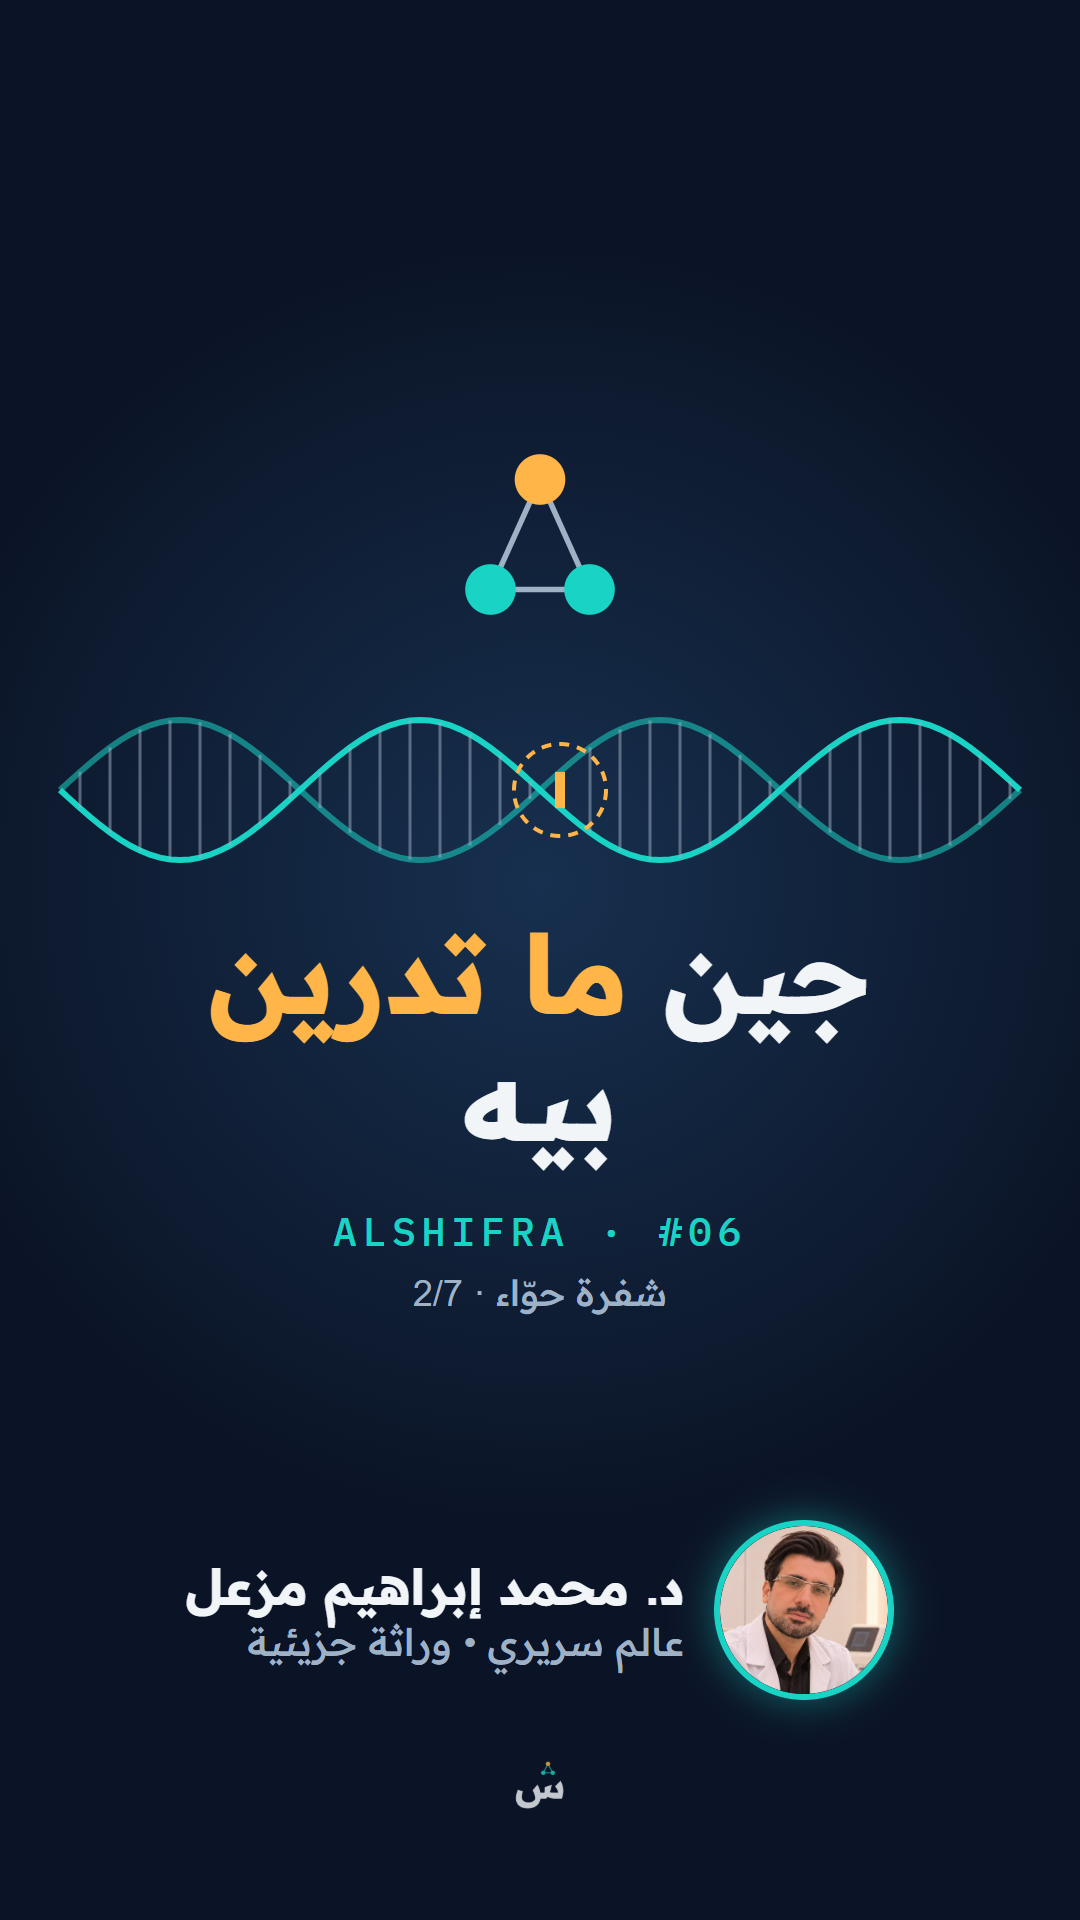 جين ما تدرين
بيه
ALSHIFRA · #06
شفرة حوّاء · 2/7
د. محمد إبراهيم مزعل
عالم سريري • وراثة جزيئية
س